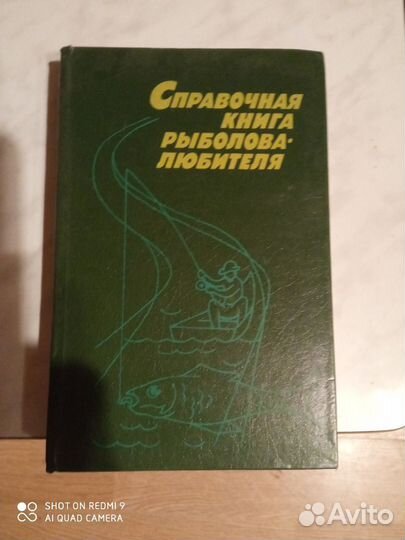 Справочная
книга
рыболова-
любителя
SHOT ON REDMI 9
AI QUAD CAMERA
Avito